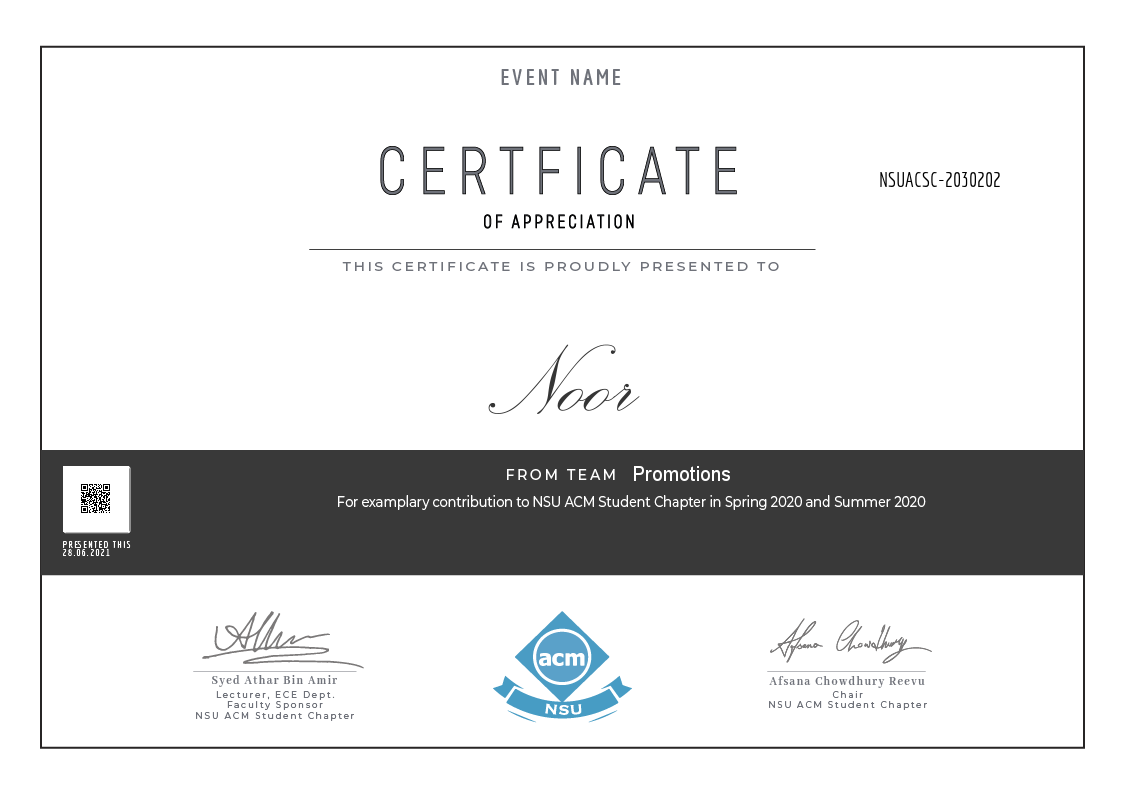 EVENT NAME
CERTFICATE
NSUACSC-2030202
OF APPRECIATION
THIS CERTIFICATE IS PROUDLY PRESENTED TO
Noor
FROM TEAM Promotions
For examplary contribution to NSU ACM Student Chapter in Spring 2020 and Summer 2020
PRESENTED THIS
28.06.2021
Afsana Chowdhury
Syed Athar Bin Amir
Lecturer, ECE Dept.
Faculty Sponsor
NSU ACM Student Chapter
acm
NSU
Afsana Chowdhury Reevu
Chair
NSU ACM Student Chapter